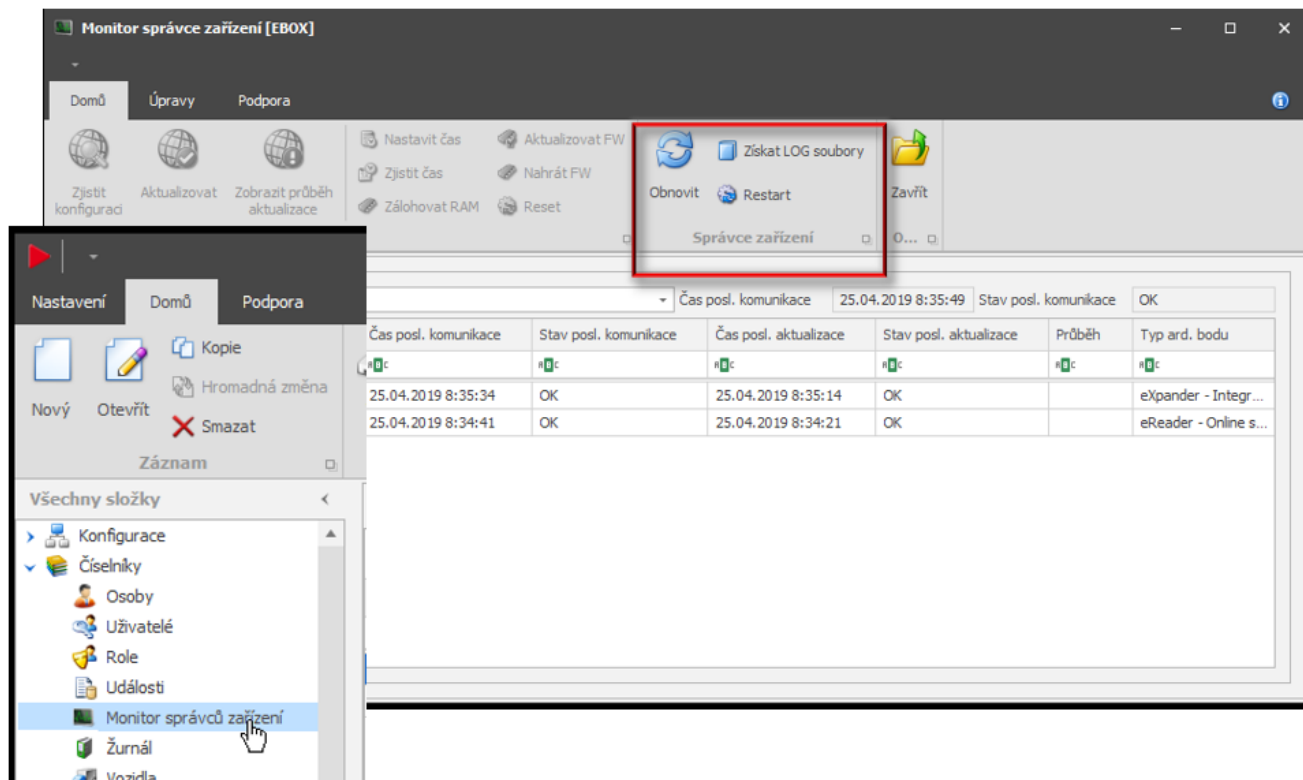 Monitor správce zařízení [EBOX]
Domů Úpravy Podpora
Zjistit konfiguraci
Aktualizovat
Zobrazit průběh aktualizace
Nastavit čas
Zjistit čas
Zálohovat RAM
Aktualizovat FW
Nahrát FW
Reset
Obnovit
Získat LOG soubory
Restart
Správce zařízení
Zavřít
O...
Čas posl. komunikace 25.04.2019 8:35:49 Stav posl. komunikace OK
Čas posl. komunikace Stav posl. komunikace Čas posl. aktualizace Stav posl. aktualizace Průběh Typ ard. bodu
25.04.2019 8:35:34 OK 25.04.2019 8:35:14 OK eXpander - Integr...
25.04.2019 8:34:41 OK 25.04.2019 8:34:21 OK eReader - Online s...
Nastavení Domů Podpora
Nový
Otevřít
Kopie
Hromadná změna
Smazat
Záznam
Všechny složky
Konfigurace
Číselníky
Osoby
Uživatelé
Role
Události
Monitor správců zařízení
Žurnál
Vozidla